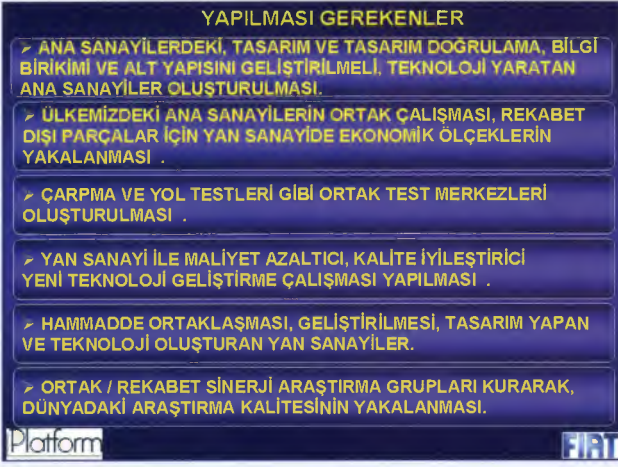 YAPILMASI GEREKENLER
➢ ANA SANAYİLERDEKİ, TASARIM VE TASARIM DOĞRULAMA, BİLGİ
BİRİKİMİ VE ALT YAPISINI GELİŞTİRİLMELİ, TEKNOLOJİ YARATAN
ANA SANAYİLER OLUŞTURULMASI.
➢ ÜLKEMİZDEKİ ANA SANAYİLERİN ORTAK ÇALIŞMASI, REKABET
DIŞI PARÇALAR İÇİN YAN SANAYİDE EKONOMİK ÖLÇEKLERİN
YAKALANMASI .
➢ ÇARPMA VE YOL TESTLERİ GİBİ ORTAK TEST MERKEZLERİ
OLUŞTURULMASI .
➢ YAN SANAYİ İLE MALİYET AZALTICI, KALİTE İYİLEŞTİRİCİ
YENİ TEKNOLOJİ GELİŞTİRME ÇALIŞMASI YAPILMASI .
➢ HAMMADDE ORTAKLAŞMASI, GELİŞTİRİLMESİ, TASARIM YAPAN
VE TEKNOLOJİ OLUŞTURAN YAN SANAYİLER.
➢ ORTAK / REKABET SİNERJİ ARAŞTIRMA GRUPLARI KURARAK,
DÜNYADAKİ ARAŞTIRMA KALİTESİNİN YAKALANMASI.
Platform
FIAT